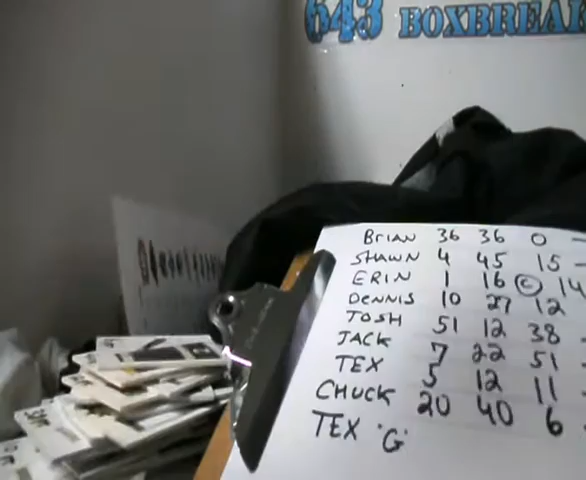 643 BOXBREAK
BRIAN 36 36 0 -
SHAWN 4 45 15 -
ERIN 1 16 © 14
DENNIS 10 27 12
TOSH 51 12 38
JACK 7 22 51
TEX 5 12 11
CHUCK 20 40 6
TEX "G"